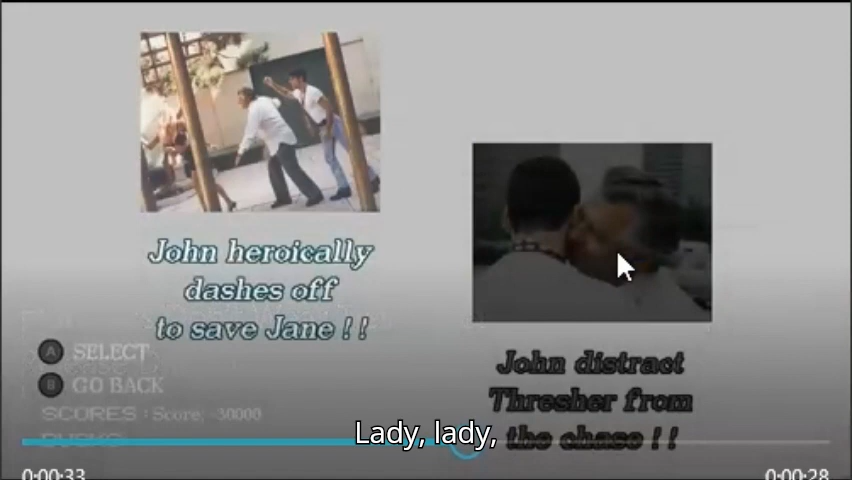 John heroically
dashes off
to save Jane ! !
John distract
Thresher from
the chase ! !
A SELECT
B GO BACK
SCORES : Score: -30000
Lady, lady,
0:00:33
0:00:28